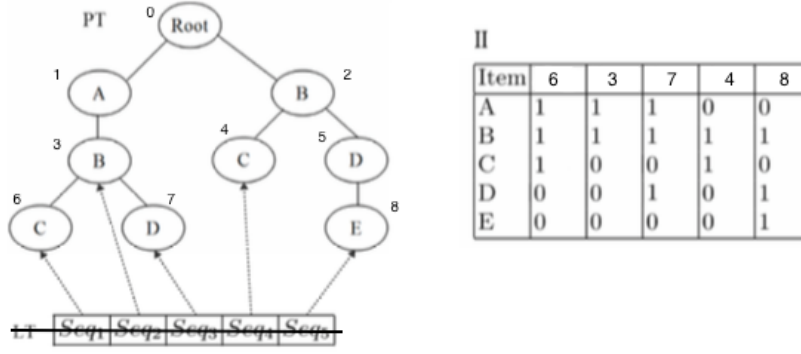 PT
0
Root
1
A
2
B
3
B
4
C
5
D
6
C
7
D
8
E
LT Seq1 Seq2 Seq3 Seq4 Seq5
II
Item 6 3 7 4 8
A 1 1 1 0 0
B 1 1 1 1 1
C 1 0 0 1 0
D 0 0 1 0 1
E 0 0 0 0 1